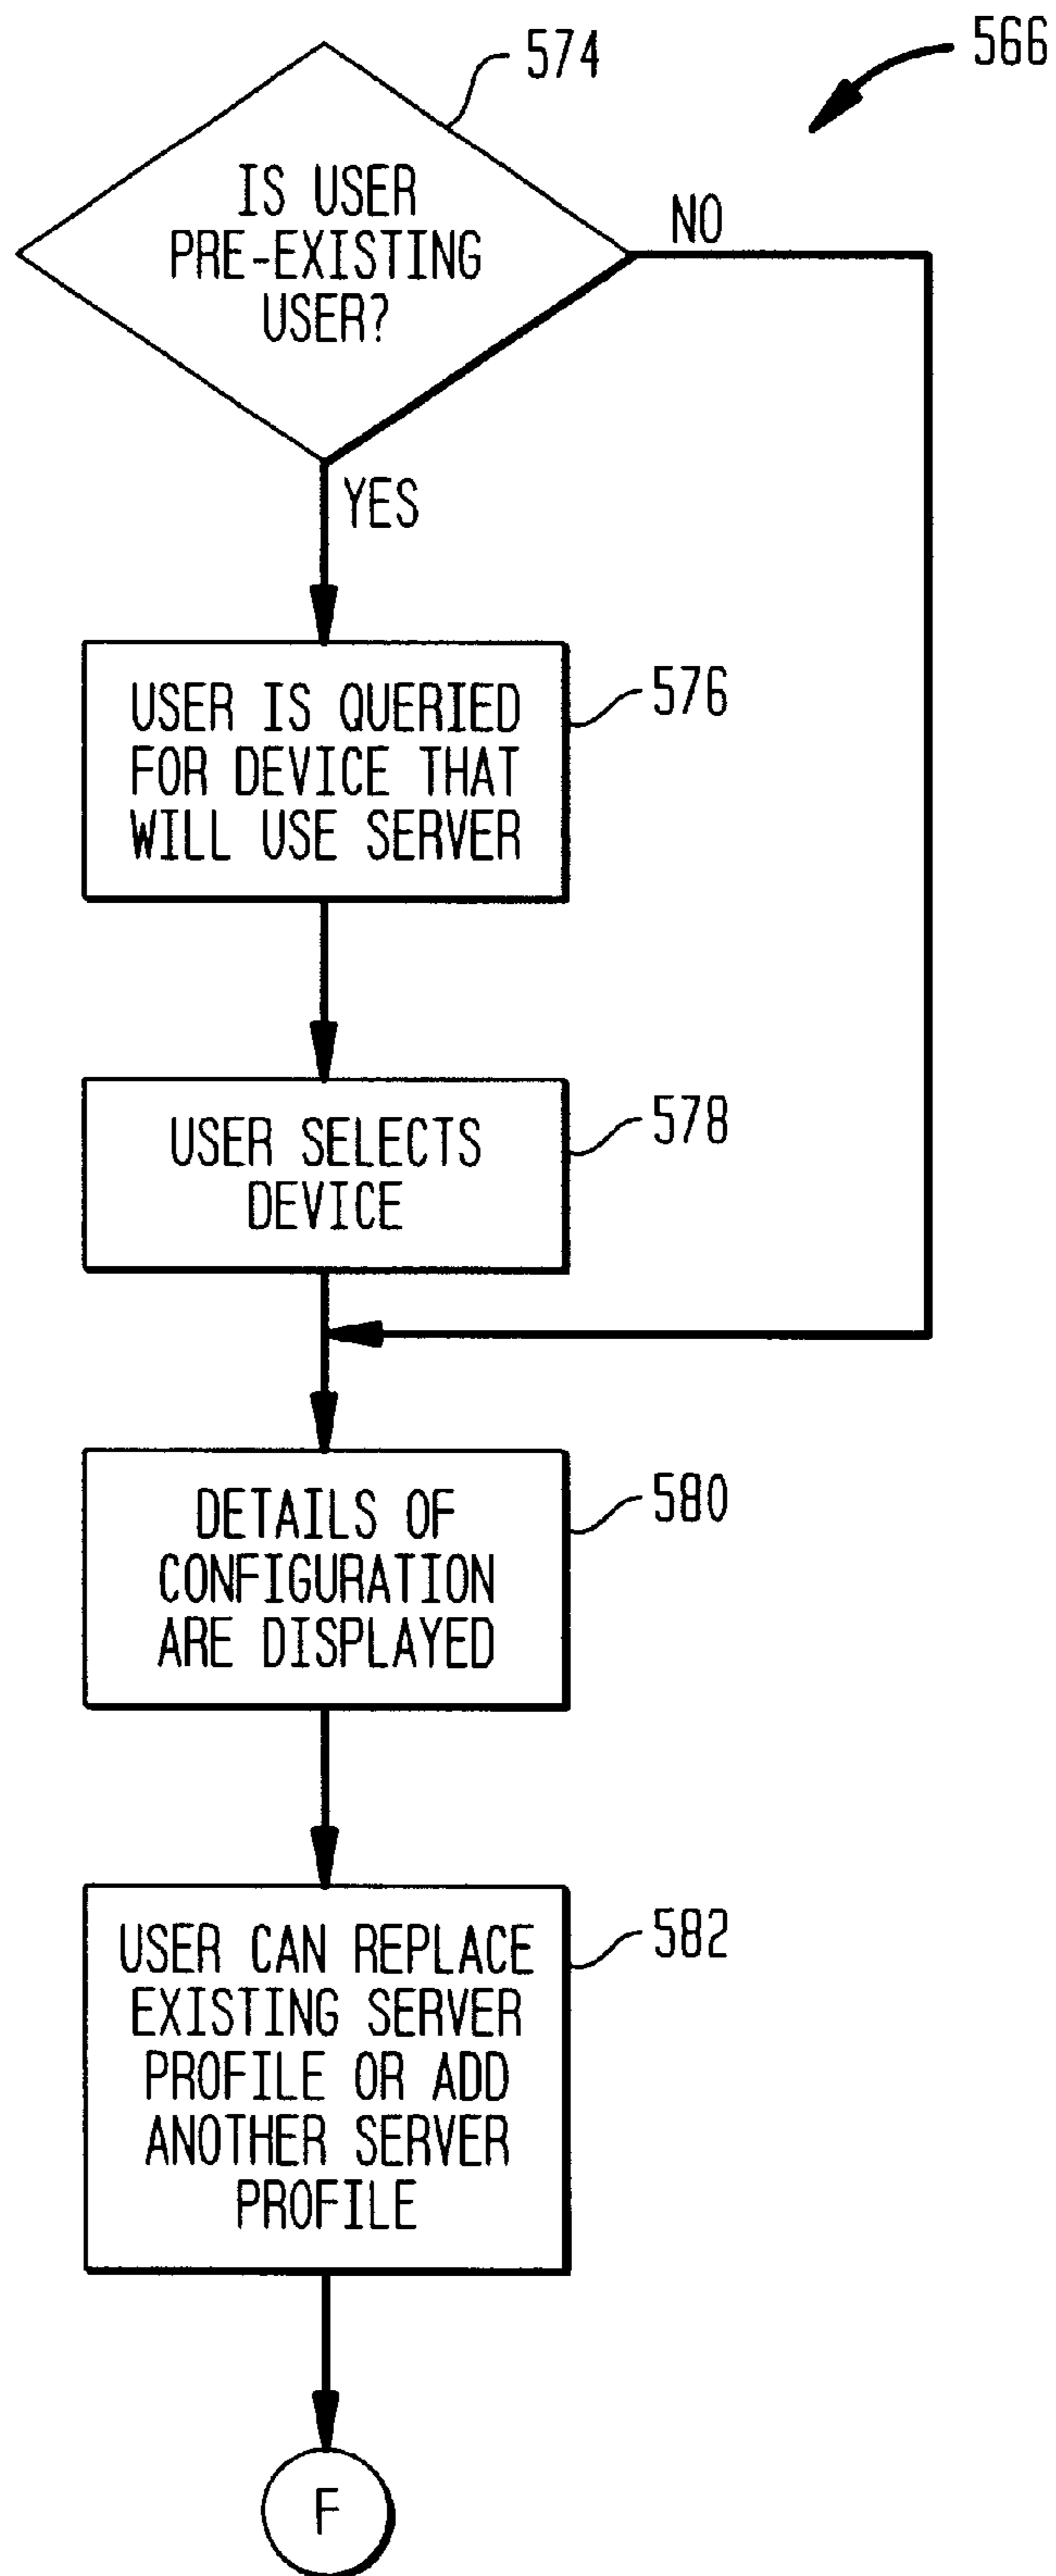 574
566
IS USER
PRE-EXISTING
USER?
NO
YES
USER IS QUERIED
FOR DEVICE THAT
WILL USE SERVER
576
USER SELECTS
DEVICE
578
DETAILS OF
CONFIGURATION
ARE DISPLAYED
580
USER CAN REPLACE
EXISTING SERVER
PROFILE OR ADD
ANOTHER SERVER
PROFILE
582
F